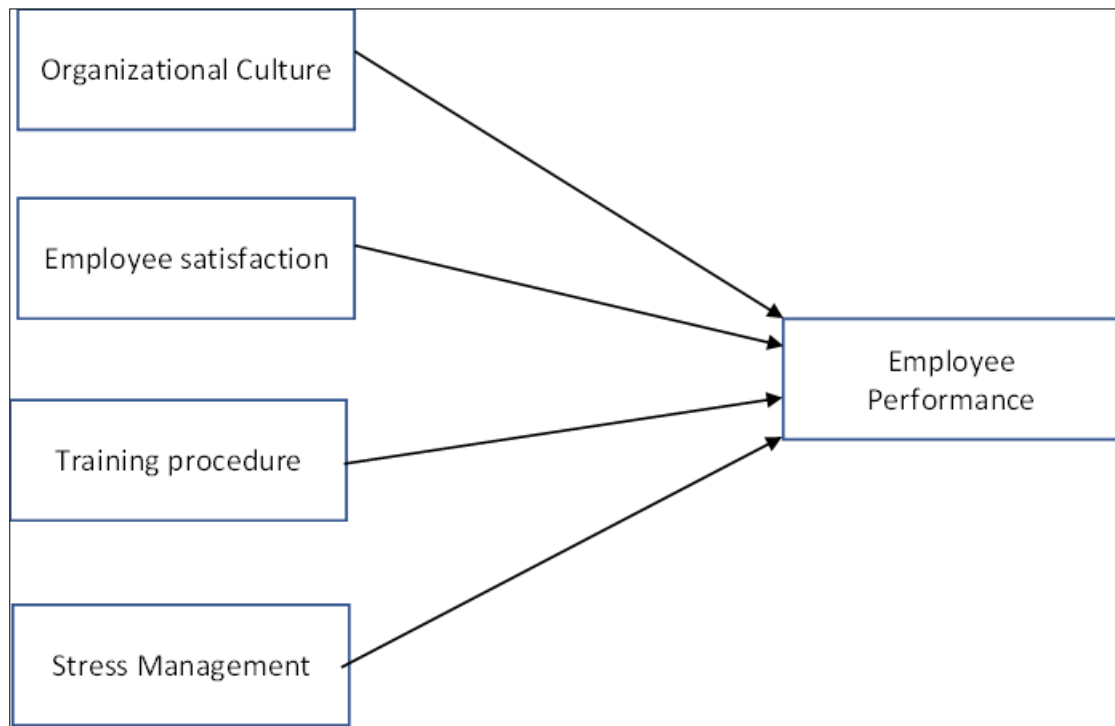 Organizational Culture
Employee satisfaction
Training procedure
Stress Management
Employee
Performance